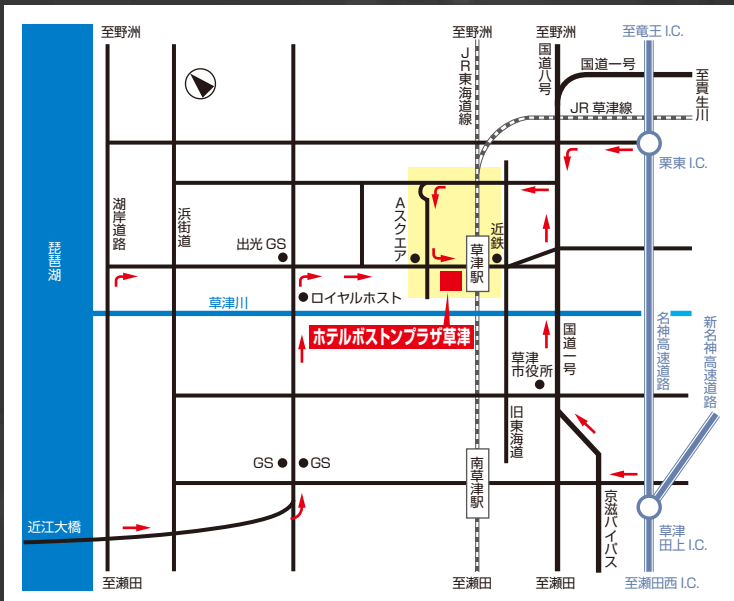 至野洲
至野洲
至野洲
至竜王 I.C.
JR東海道線
国道八号
国道一号
至貴生川
JR 草津線
栗東 I.C.
湖岸道路
浜街道
Aスクエア
近鉄
出光 GS
草津駅
琵琶湖
ロイヤルホスト
草津川
ホテルボストンプラザ草津
国道一号
名神高速道路
新名神高速道路
草津
市役所
旧東海道
GS
GS
南草津駅
京滋バイパス
近江大橋
草津
田上 I.C.
至瀬田
至瀬田
至瀬田
至瀬田西 I.C.